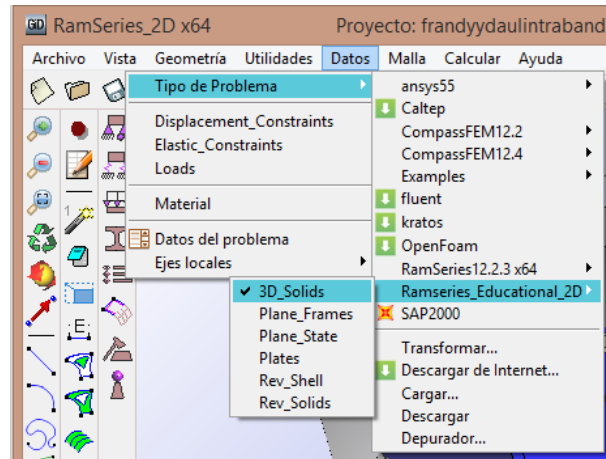 GiD RamSeries_2D x64 Proyecto: frandyydaulintraband
Archivo Vista Geometría Utilidades Datos Malla Calcular Ayuda
Tipo de Problema
Displacement_Constraints
Elastic_Constraints
Loads
Material
Datos del problema
Ejes locales
ansys55
Caltep
CompassFEM12.2
CompassFEM12.4
Examples
fluent
kratos
OpenFoam
RamSeries12.2.3 x64
Ramseries_Educational_2D
SAP2000
Transformar...
Descargar de Internet...
Cargar...
Descargar
Depurador...
3D_Solids
Plane_Frames
Plane_State
Plates
Rev_Shell
Rev_Solids
1
E